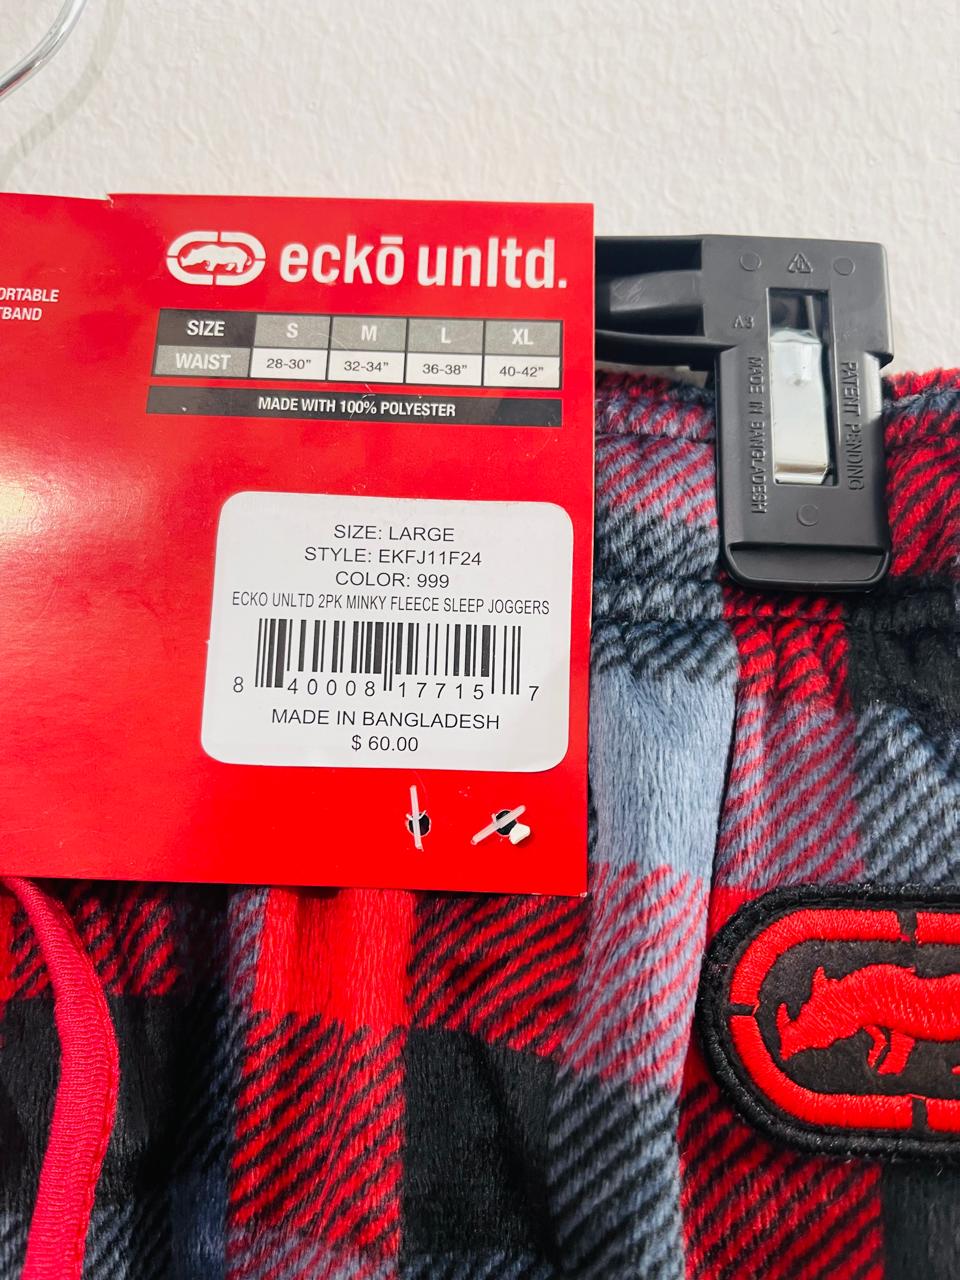 ORTABLE
TBAND
eckō unltd.
SIZE S M L XL
WAIST 28-30" 32-34" 36-38" 40-42"
MADE WITH 100% POLYESTER
SIZE: LARGE
STYLE: EKFJ11F24
COLOR: 999
ECKO UNLTD 2PK MINKY FLEECE SLEEP JOGGERS
8 40008 17715 7
MADE IN BANGLADESH
$ 60.00
A3
MADE IN BANGLADESH
PATENT PENDING